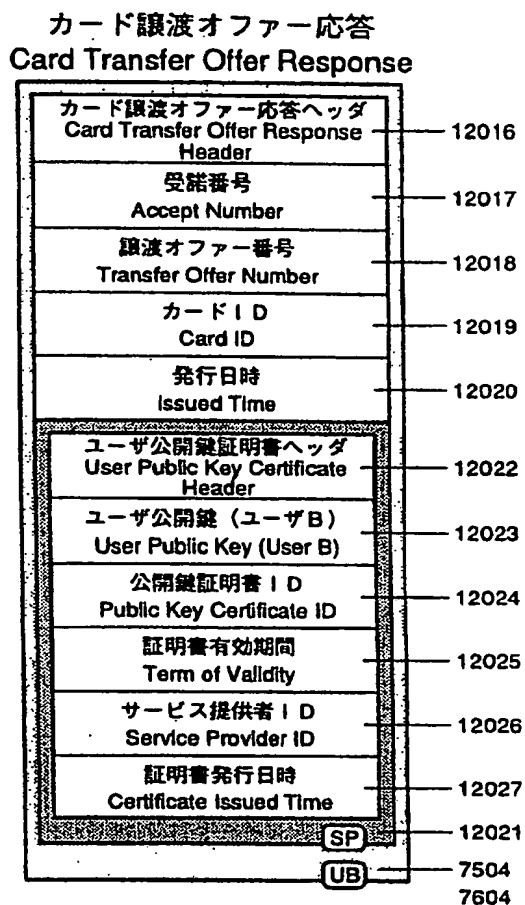 カード譲渡オファー応答
Card Transfer Offer Response
カード譲渡オファー応答ヘッダ
Card Transfer Offer Response
Header
12016
受諾番号
Accept Number
12017
譲渡オファー番号
Transfer Offer Number
12018
カードID
Card ID
12019
発行日時
Issued Time
12020
ユーザ公開鍵証明書ヘッダ
User Public Key Certificate
Header
12022
ユーザ公開鍵（ユーザB）
User Public Key (User B)
12023
公開鍵証明書ID
Public Key Certificate ID
12024
証明書有効期間
Term of Validity
12025
サービス提供者ID
Service Provider ID
12026
証明書発行日時
Certificate Issued Time
12027
SP
12021
UB
7504
7604